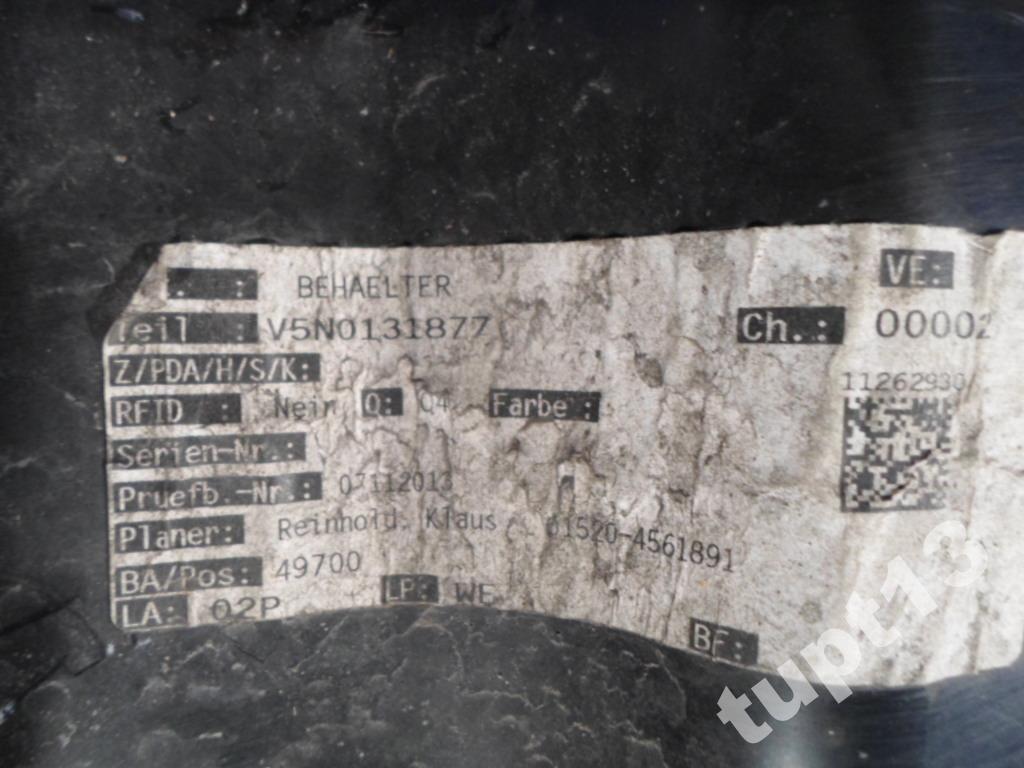 BEHAELTER VE:
Teil : V5N0131877 Ch.: 00002
Z/PDA/H/S/K: 11262930
RFID : Nein Q: Q4 Farbe :
Serien-Nr.:
Pruefb.-Nr.: 07112013
Planer: Reinhold, Klaus 01520-4561891
BA/Pos: 49700
LA: 02P LP: WE BF:
tupt13